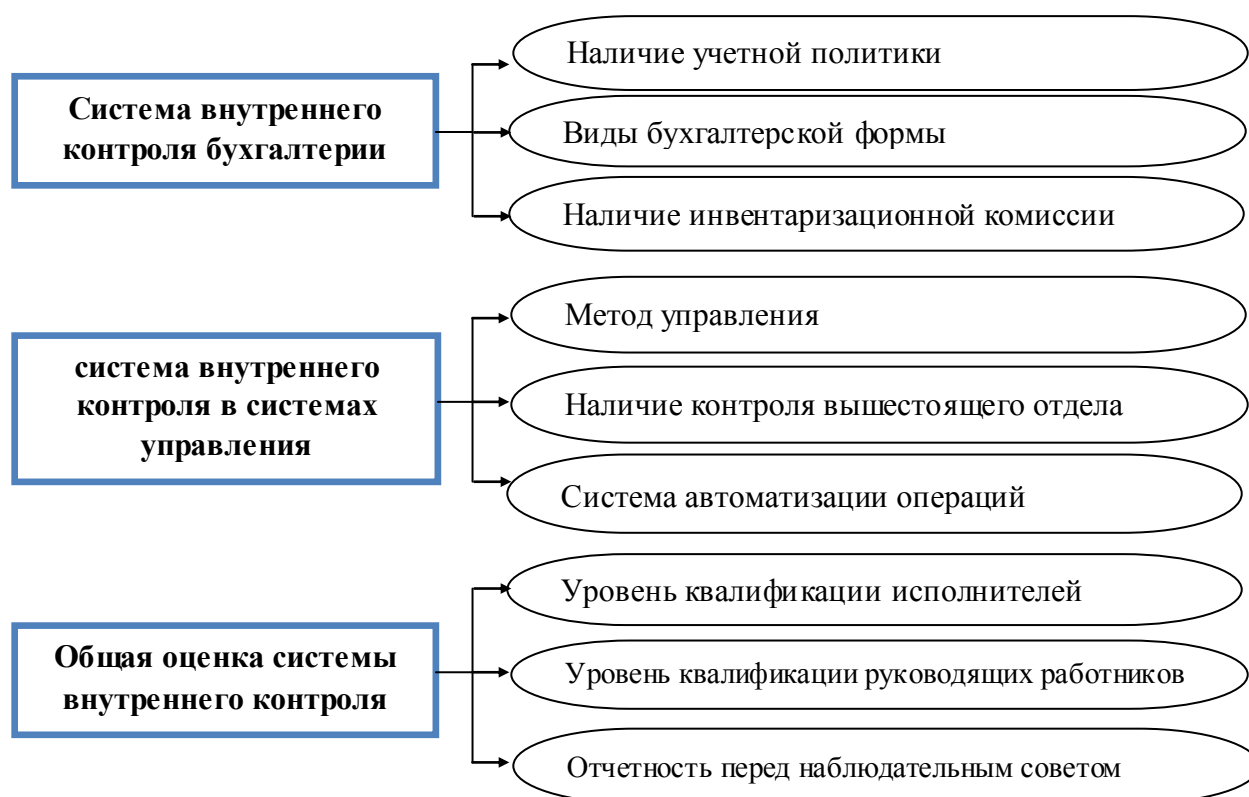 Система внутреннего
контроля бухгалтерии
Наличие учетной политики
Виды бухгалтерской формы
Наличие инвентаризационной комиссии
система внутреннего
контроля в системах
управления
Метод управления
Наличие контроля вышестоящего отдела
Система автоматизации операций
Общая оценка системы
внутреннего контроля
Уровень квалификации исполнителей
Уровень квалификации руководящих работников
Отчетность перед наблюдательным советом